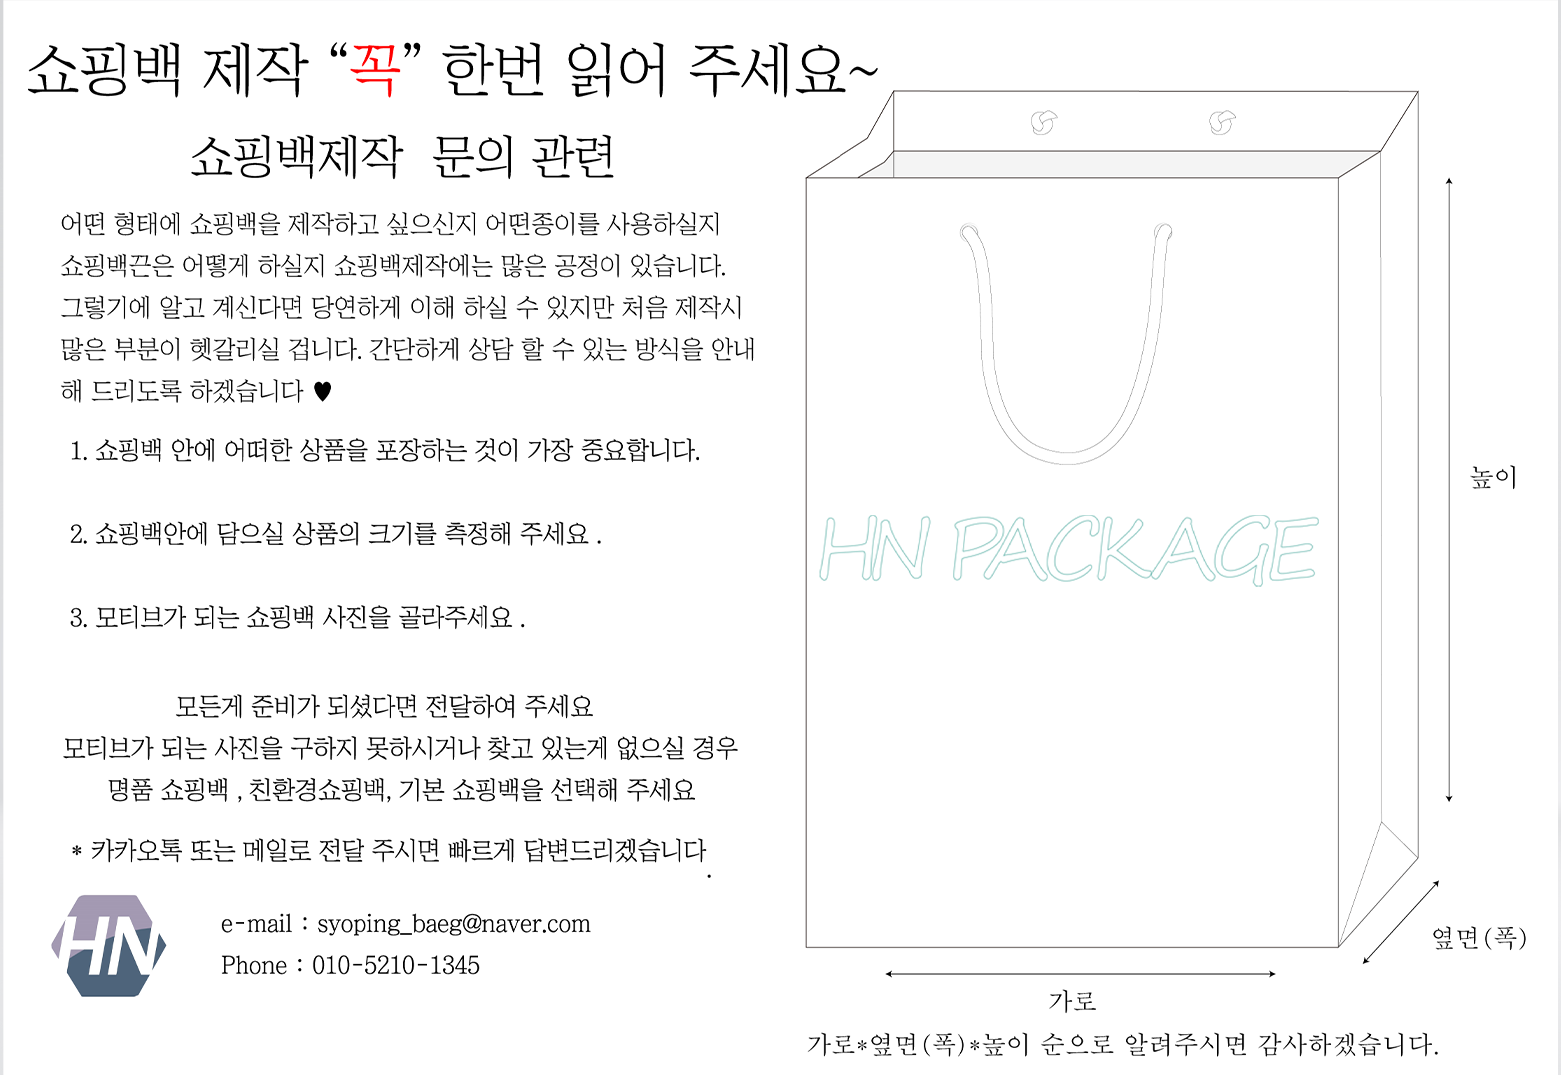 쇼핑백 제작 “꼭” 한번 읽어 주세요~
쇼핑백제작 문의 관련
어떤 형태에 쇼핑백을 제작하고 싶으신지 어떤종이를 사용하실지
쇼핑백끈은 어떻게 하실지 쇼핑백제작에는 많은 공정이 있습니다.
그렇기에 알고 계신다면 당연하게 이해 하실 수 있지만 처음 제작시
많은 부분이 헷갈리실 겁니다. 간단하게 상담 할 수 있는 방식을 안내
해 드리도록 하겠습니다 ♥
1. 쇼핑백 안에 어떠한 상품을 포장하는 것이 가장 중요합니다.
2. 쇼핑백안에 담으실 상품의 크기를 측정해 주세요 .
3. 모티브가 되는 쇼핑백 사진을 골라주세요 .
모든게 준비가 되셨다면 전달하여 주세요
모티브가 되는 사진을 구하지 못하시거나 찾고 있는게 없으실 경우
명품 쇼핑백 , 친환경쇼핑백, 기본 쇼핑백을 선택해 주세요
* 카카오톡 또는 메일로 전달 주시면 빠르게 답변드리겠습니다
.
HN
e-mail : syoping_baeg@naver.com
Phone : 010-5210-1345
HN PACKAGE
높이
옆면(폭)
가로
가로*옆면(폭)*높이 순으로 알려주시면 감사하겠습니다.